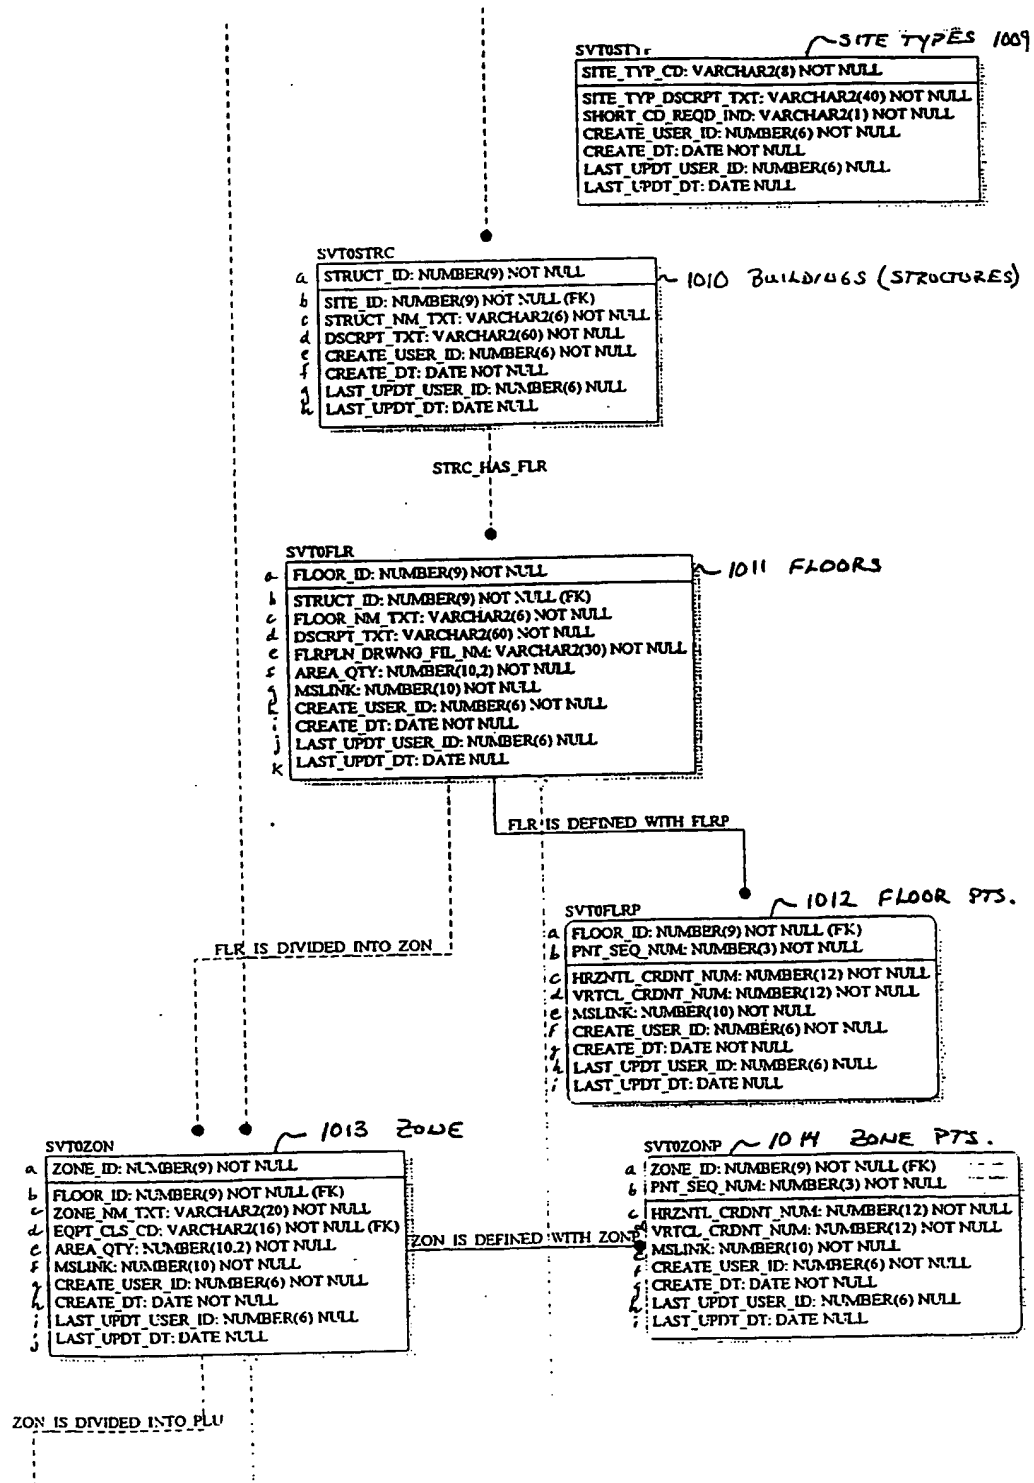 SITE TYPES 1009
SITE_TYP_CD: VARCHAR2(8) NOT NULL
SITE_TYP_DSCRPT_TXT: VARCHAR2(40) NOT NULL
SHORT_CD_REQD_IND: VARCHAR2(1) NOT NULL
CREATE_USER_ID: NUMBER(6) NOT NULL
CREATE_DT: DATE NOT NULL
LAST_UPDT_USER_ID: NUMBER(6) NULL
LAST_UPDT_DT: DATE NULL
SVT0STRC
1010 BUILDINGS (STRUCTURES)
a STRUCT_ID: NUMBER(9) NOT NULL
b SITE_ID: NUMBER(9) NOT NULL (FK)
c STRUCT_NM_TXT: VARCHAR2(6) NOT NULL
d DSCRPT_TXT: VARCHAR2(60) NOT NULL
e CREATE_USER_ID: NUMBER(6) NOT NULL
f CREATE_DT: DATE NOT NULL
g LAST_UPDT_USER_ID: NUMBER(6) NULL
h LAST_UPDT_DT: DATE NULL
STRC_HAS_FLR
SVT0FLR
1011 FLOORS
a FLOOR_ID: NUMBER(9) NOT NULL
b STRUCT_ID: NUMBER(9) NOT NULL (FK)
c FLOOR_NM_TXT: VARCHAR2(6) NOT NULL
d DSCRPT_TXT: VARCHAR2(60) NOT NULL
e FLRPLN_DRWNG_FIL_NM: VARCHAR2(30) NOT NULL
f AREA_QTY: NUMBER(10,2) NOT NULL
g MSLINK: NUMBER(10) NOT NULL
h CREATE_USER_ID: NUMBER(6) NOT NULL
i CREATE_DT: DATE NOT NULL
j LAST_UPDT_USER_ID: NUMBER(6) NULL
k LAST_UPDT_DT: DATE NULL
FLR IS DEFINED WITH FLRP
SVT0FLRP
1012 FLOOR PTS.
a FLOOR_ID: NUMBER(9) NOT NULL (FK)
b PNT_SEQ_NUM: NUMBER(3) NOT NULL
c HRZNTL_CRDNT_NUM: NUMBER(12) NOT NULL
d VRTCL_CRDNT_NUM: NUMBER(12) NOT NULL
e MSLINK: NUMBER(10) NOT NULL
f CREATE_USER_ID: NUMBER(6) NOT NULL
g CREATE_DT: DATE NOT NULL
h LAST_UPDT_USER_ID: NUMBER(6) NULL
i LAST_UPDT_DT: DATE NULL
FLR IS DIVIDED INTO ZON
SVT0ZON
1013 ZONE
a ZONE_ID: NUMBER(9) NOT NULL
b FLOOR_ID: NUMBER(9) NOT NULL (FK)
c ZONE_NM_TXT: VARCHAR2(20) NOT NULL
d EQPT_CLS_CD: VARCHAR2(16) NOT NULL (FK)
e AREA_QTY: NUMBER(10,2) NOT NULL
f MSLINK: NUMBER(10) NOT NULL
g CREATE_USER_ID: NUMBER(6) NOT NULL
h CREATE_DT: DATE NOT NULL
i LAST_UPDT_USER_ID: NUMBER(6) NULL
j LAST_UPDT_DT: DATE NULL
ZON IS DEFINED WITH ZONP
SVT0ZONP
1014 ZONE PTS.
a ZONE_ID: NUMBER(9) NOT NULL (FK)
b PNT_SEQ_NUM: NUMBER(3) NOT NULL
c HRZNTL_CRDNT_NUM: NUMBER(12) NOT NULL
d VRTCL_CRDNT_NUM: NUMBER(12) NOT NULL
e MSLINK: NUMBER(10) NOT NULL
f CREATE_USER_ID: NUMBER(6) NOT NULL
g CREATE_DT: DATE NOT NULL
h LAST_UPDT_USER_ID: NUMBER(6) NULL
i LAST_UPDT_DT: DATE NULL
ZON IS DIVIDED INTO PLU